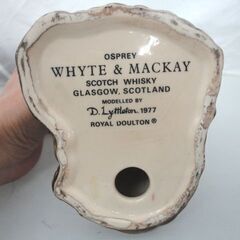 OSPREY
WHYTE & MACKAY
SCOTCH WHISKY
GLASGOW, SCOTLAND
MODELLED BY
D. Lyttleton, 1977
ROYAL DOULTON®